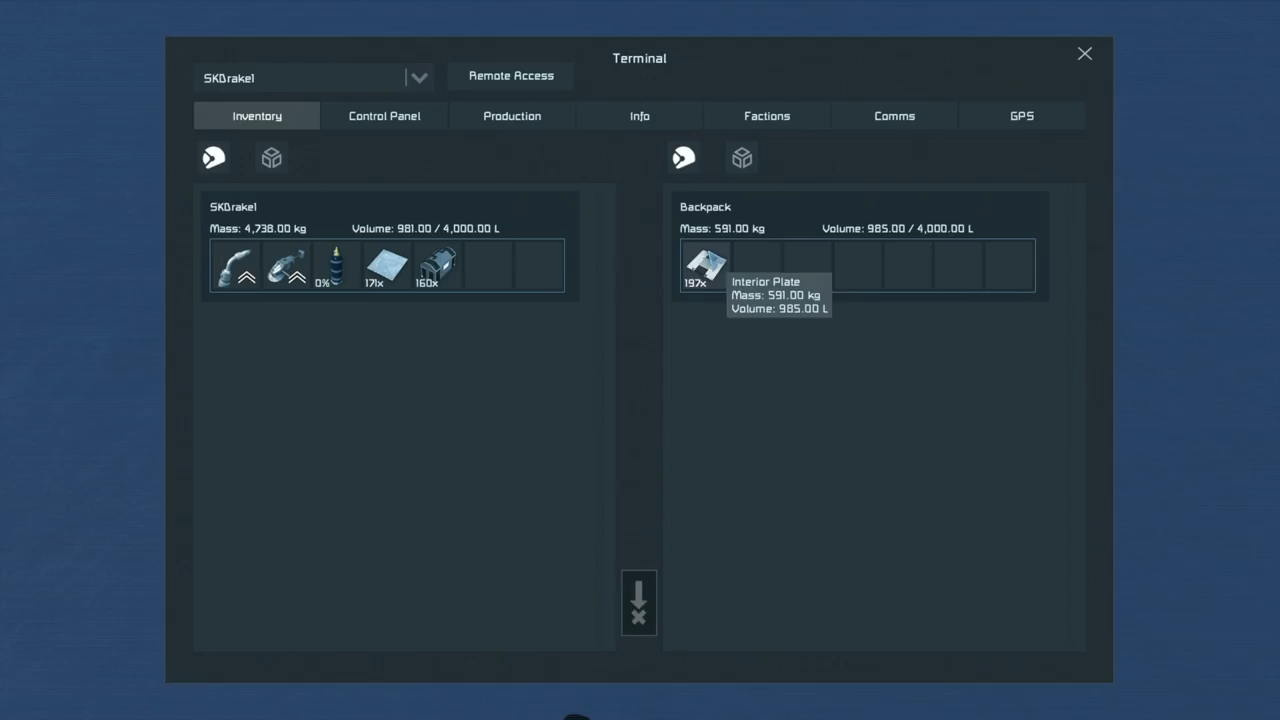 Terminal
SKBrakel
Remote Access
Inventory
Control Panel
Production
Info
Factions
Comms
GPS
SKBrakel
Mass: 4,738.00 kg
Volume: 981.00 / 4,000.00 L
0%
171x
160x
Backpack
Mass: 591.00 kg
Volume: 985.00 / 4,000.00 L
197x
Interior Plate
Mass: 591.00 kg
Volume: 985.00 L